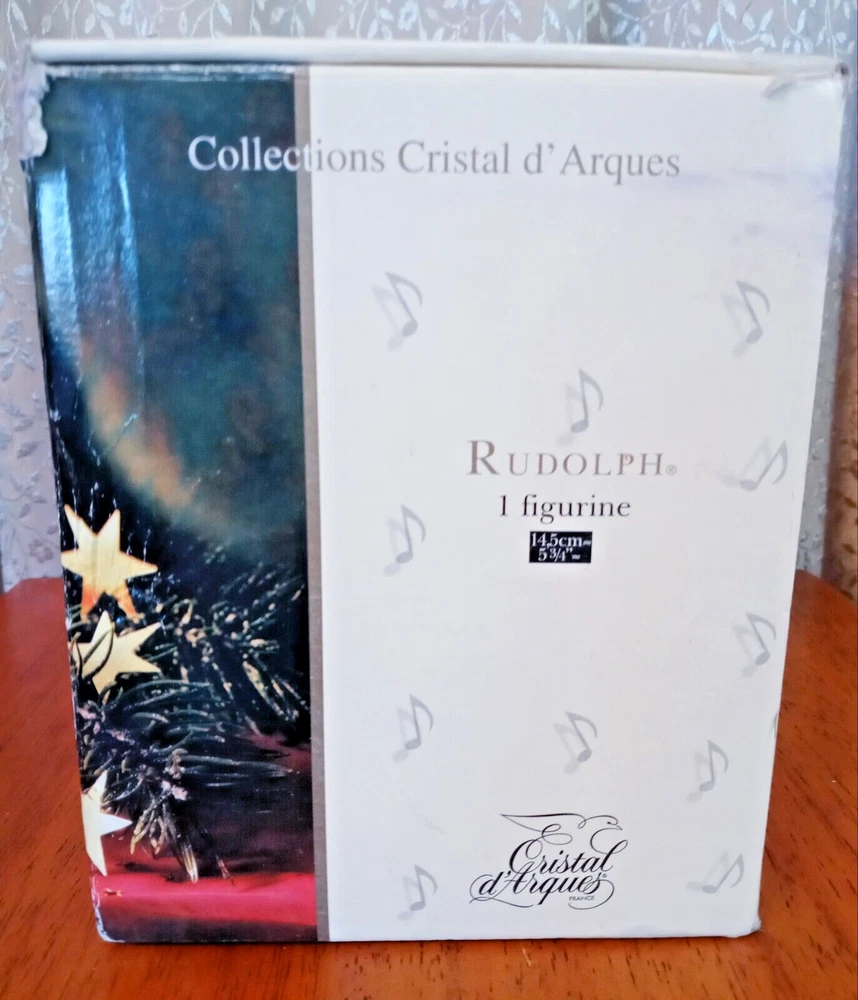 Collections Cristal d'Arques
RUDOLPH®
1 figurine
14,5cm≈
5 3/4"≈
Cristal
d'Arques®
FRANCE